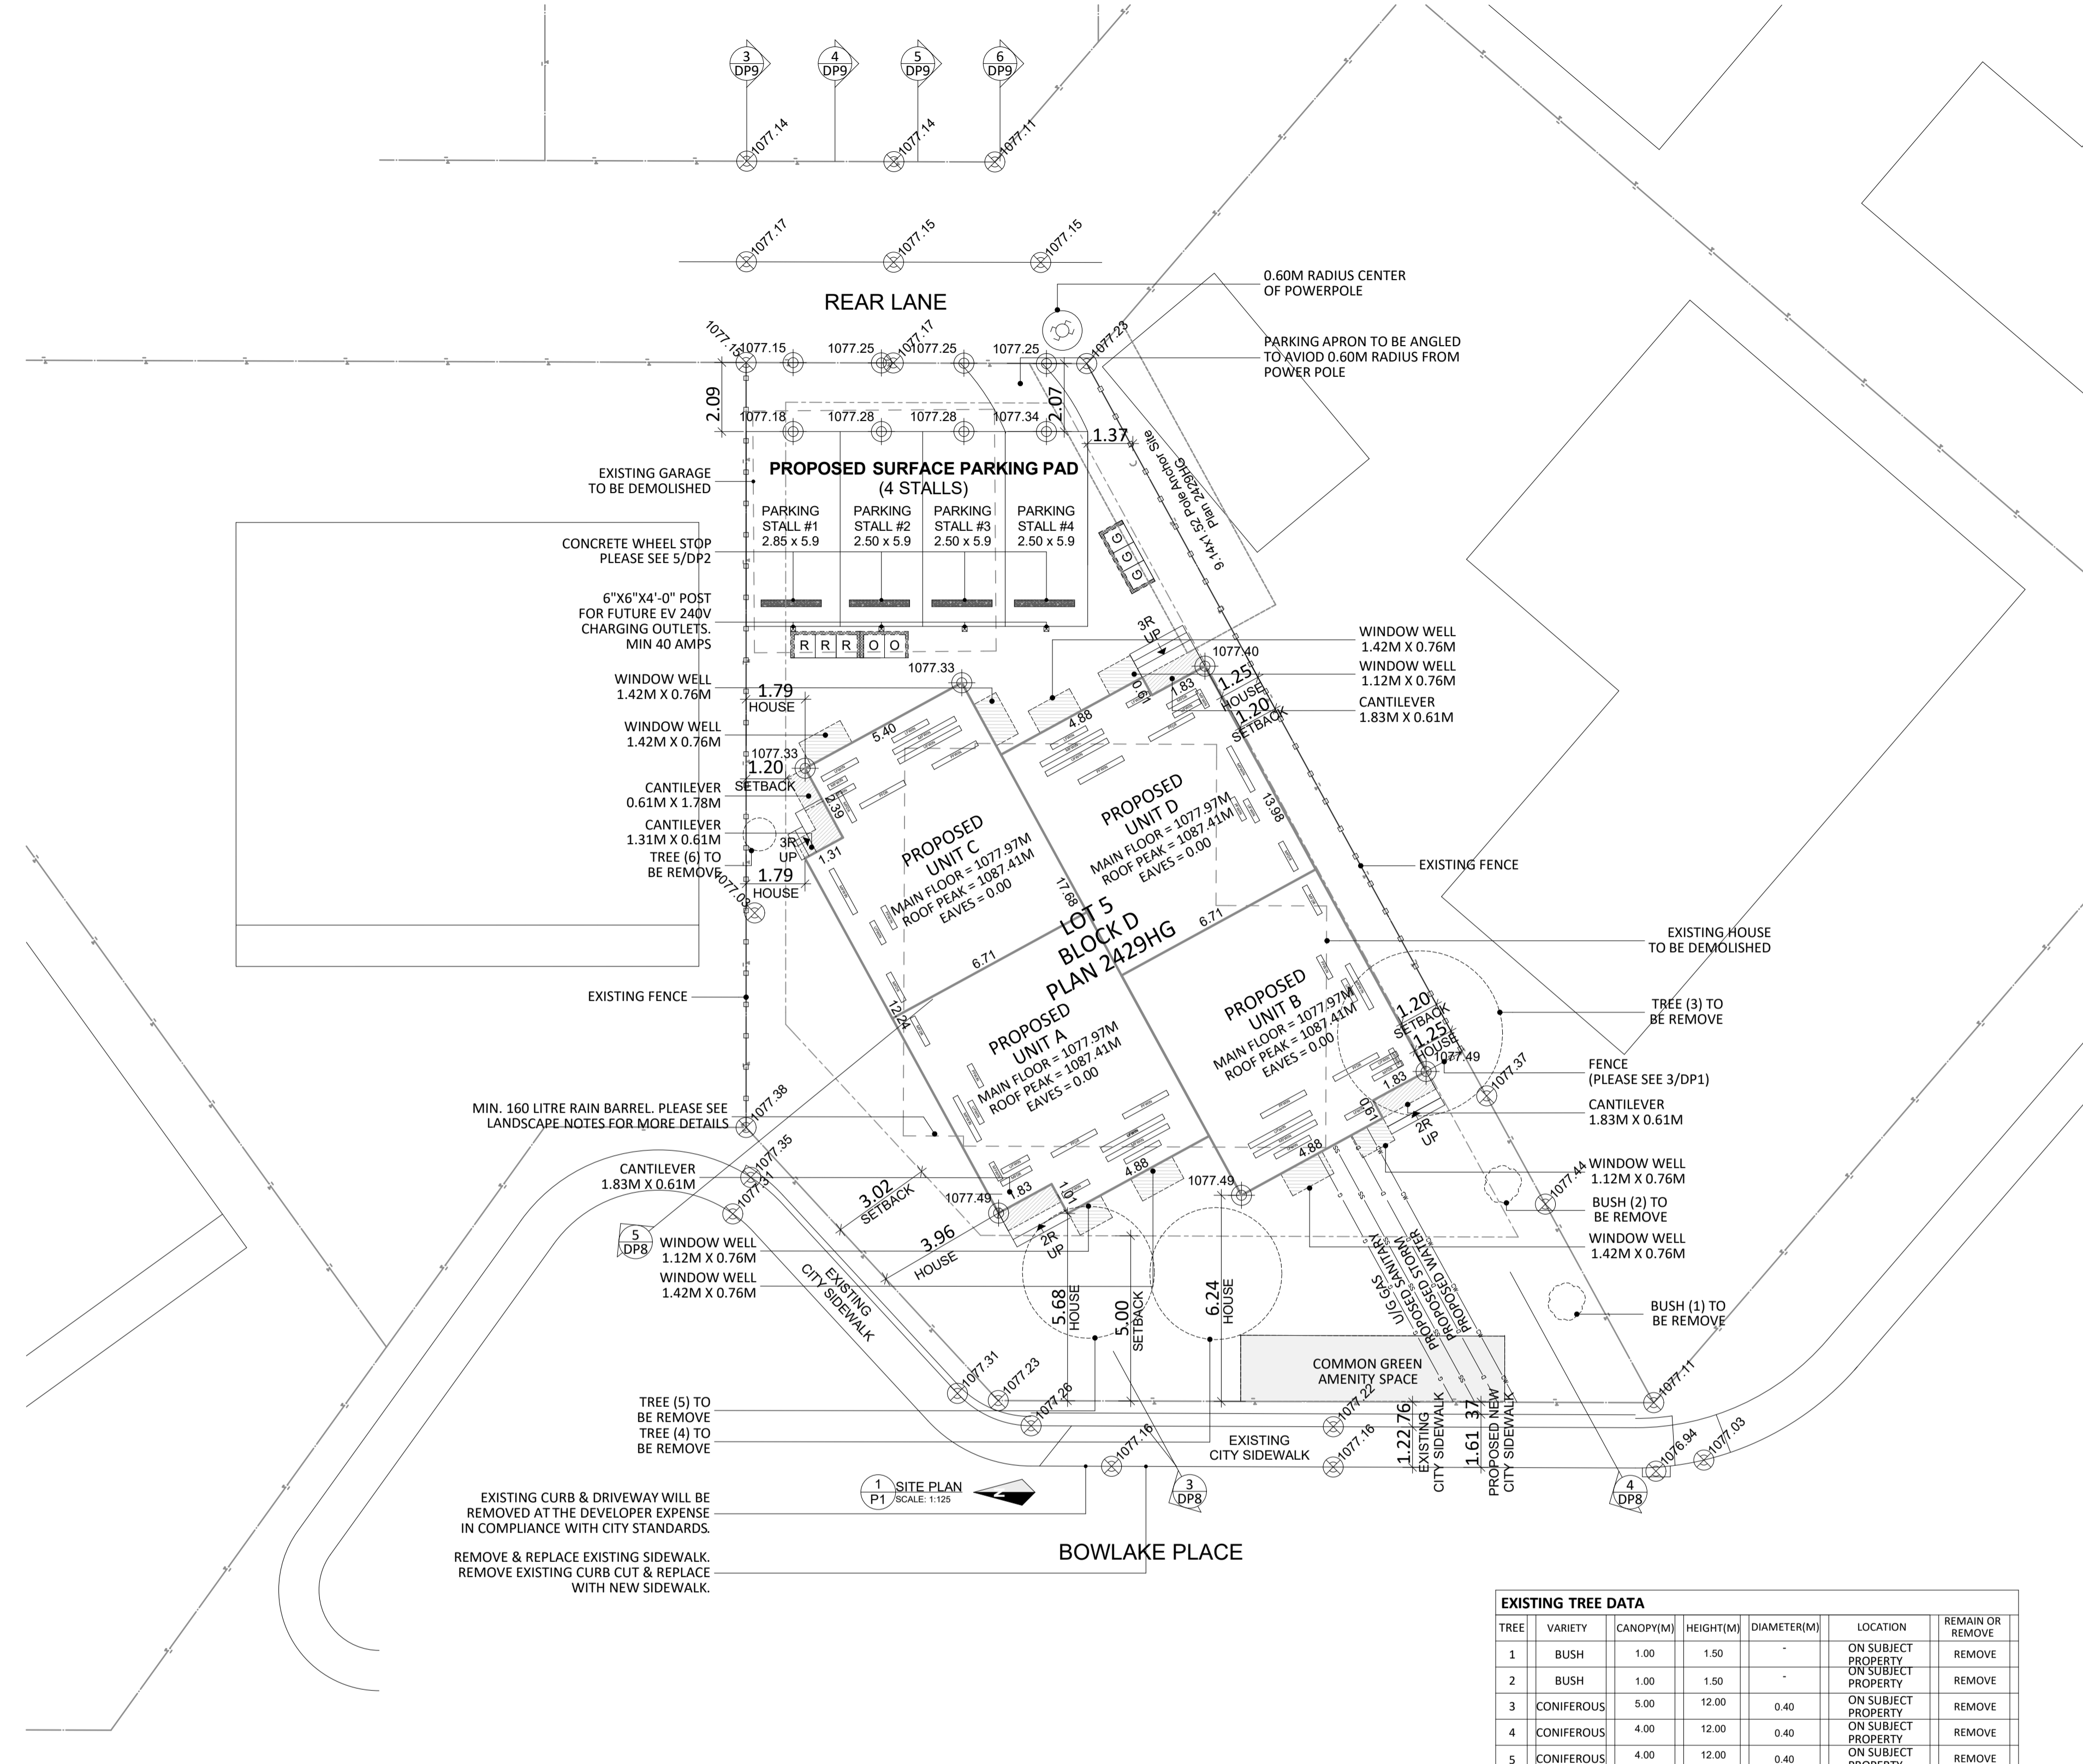 3
DP9
4
DP9
5
DP9
6
DP9
1077.14
1077.14
1077.11
1077.17
1077.15
1077.15
REAR LANE
0.60M RADIUS CENTER
OF POWERPOLE
PARKING APRON TO BE ANGLED
TO AVIOD 0.60M RADIUS FROM
POWER POLE
1077.15
1077.15
1077.25
1077.17
1077.25
1077.25
1077.23
2.09
2.07
1077.18
1077.28
1077.28
1077.34
1.37
9.14x1.52 Pole Anchor Site
Plan 2429HG
PROPOSED SURFACE PARKING PAD
(4 STALLS)
PARKING
STALL #1
2.85 x 5.9
PARKING
STALL #2
2.50 x 5.9
PARKING
STALL #3
2.50 x 5.9
PARKING
STALL #4
2.50 x 5.9
EXISTING GARAGE
TO BE DEMOLISHED
CONCRETE WHEEL STOP
PLEASE SEE 5/DP2
6"X6"X4'-0" POST
FOR FUTURE EV 240V
CHARGING OUTLETS.
MIN 40 AMPS
R R R O O
G G G
3R
UP
1077.33
1077.40
WINDOW WELL
1.42M X 0.76M
WINDOW WELL
1.12M X 0.76M
CANTILEVER
1.83M X 0.61M
WINDOW WELL
1.42M X 0.76M
WINDOW WELL
1.42M X 0.76M
1.79
HOUSE
1077.33
1.20
SETBACK
CANTILEVER
0.61M X 1.78M
CANTILEVER
1.31M X 0.61M
TREE (6) TO
BE REMOVE
3R
UP
1.79
HOUSE
1077.03
5.40
2.39
1.31
4.88
0.61
1.83
1.25
HOUSE
1.20
SETBACK
13.98
17.68
6.71
6.71
12.24
PROPOSED
UNIT C
MAIN FLOOR = 1077.97M
ROOF PEAK = 1087.41M
EAVES = 0.00
PROPOSED
UNIT D
MAIN FLOOR = 1077.97M
ROOF PEAK = 1087.41M
EAVES = 0.00
LOT 5
BLOCK D
PLAN 2429HG
PROPOSED
UNIT A
MAIN FLOOR = 1077.97M
ROOF PEAK = 1087.41M
EAVES = 0.00
PROPOSED
UNIT B
MAIN FLOOR = 1077.97M
ROOF PEAK = 1087.41M
EAVES = 0.00
EXISTING FENCE
EXISTING HOUSE
TO BE DEMOLISHED
TREE (3) TO
BE REMOVE
1.20
SETBACK
1.25
HOUSE
1077.49
1077.37
FENCE
(PLEASE SEE 3/DP1)
CANTILEVER
1.83M X 0.61M
WINDOW WELL
1.12M X 0.76M
1077.44
BUSH (2) TO
BE REMOVE
WINDOW WELL
1.42M X 0.76M
BUSH (1) TO
BE REMOVE
EXISTING FENCE
MIN. 160 LITRE RAIN BARREL. PLEASE SEE
LANDSCAPE NOTES FOR MORE DETAILS
1077.38
1077.35
1077.31
CANTILEVER
1.83M X 0.61M
5
DP8
WINDOW WELL
1.12M X 0.76M
WINDOW WELL
1.42M X 0.76M
3.02
SETBACK
3.96
HOUSE
1077.49
1.83
1.01
4.88
2R
UP
1077.49
4.88
0.61
1.83
2R
UP
EXISTING
CITY SIDEWALK
5.68
HOUSE
5.00
SETBACK
6.24
HOUSE
U/G GAS
PROPOSED SANITARY
PROPOSED STORM
PROPOSED WATER
COMMON GREEN
AMENITY SPACE
1077.31
1077.23
1077.26
1077.22
1077.11
1077.16
1077.16
1076.94
1077.03
EXISTING
CITY SIDEWALK
1.22 76
EXISTING
CITY SIDEWALK
1.61 37
PROPOSED NEW
CITY SIDEWALK
TREE (5) TO
BE REMOVE
TREE (4) TO
BE REMOVE
1
P1
SITE PLAN
SCALE: 1:125
3
DP8
4
DP8
EXISTING CURB & DRIVEWAY WILL BE
REMOVED AT THE DEVELOPER EXPENSE
IN COMPLIANCE WITH CITY STANDARDS.
REMOVE & REPLACE EXISTING SIDEWALK.
REMOVE EXISTING CURB CUT & REPLACE
WITH NEW SIDEWALK.
BOWLAKE PLACE
EXISTING TREE DATA
TREE VARIETY CANOPY(M) HEIGHT(M) DIAMETER(M) LOCATION REMAIN OR REMOVE
1 BUSH 1.00 1.50 - ON SUBJECT PROPERTY REMOVE
2 BUSH 1.00 1.50 - ON SUBJECT PROPERTY REMOVE
3 CONIFEROUS 5.00 12.00 0.40 ON SUBJECT PROPERTY REMOVE
4 CONIFEROUS 4.00 12.00 0.40 ON SUBJECT PROPERTY REMOVE
5 CONIFEROUS 4.00 12.00 0.40 ON SUBJECT PROPERTY REMOVE